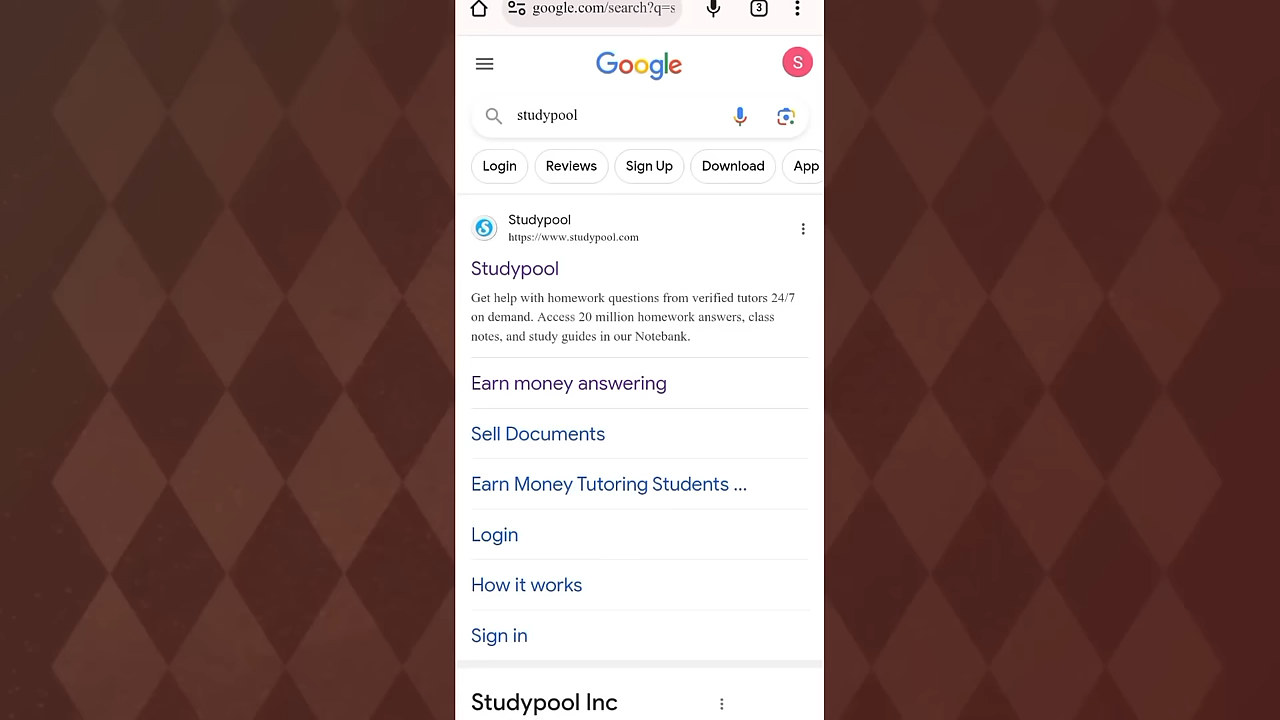 google.com/search?q=s
3
Google
S
studypool
Login
Reviews
Sign Up
Download
App
Studypool
https://www.studypool.com
Studypool
Get help with homework questions from verified tutors 24/7
on demand. Access 20 million homework answers, class
notes, and study guides in our Notebank.
Earn money answering
Sell Documents
Earn Money Tutoring Students ...
Login
How it works
Sign in
Studypool Inc